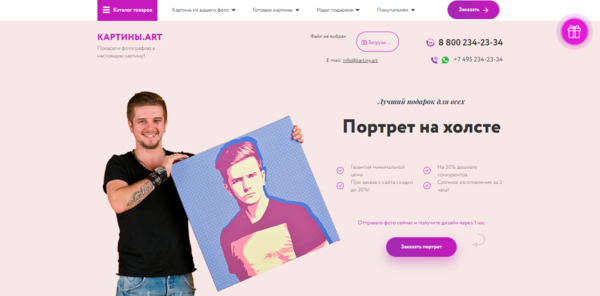 Каталог товаров
Картина из вашего фото
Готовые картины
Идеи подарков
Покупателям
Заказать
КАРТИНЫ.ART
Преврати фотографию в
настоящую картину!
Файл не выбран
Загрузи...
E-mail: info@kartiny.art
8 800 234-23-34
+7 495 234-23-34
Лучший подарок для всех
Портрет на холсте
Гарантия минимальной
цены
При заказе с сайта скидки
до 30%!
На 20% дешевле
конкурентов
Срочное изготовление за 3
часа!
Отправьте фото сейчас и получите дизайн через 1 час
Заказать портрет